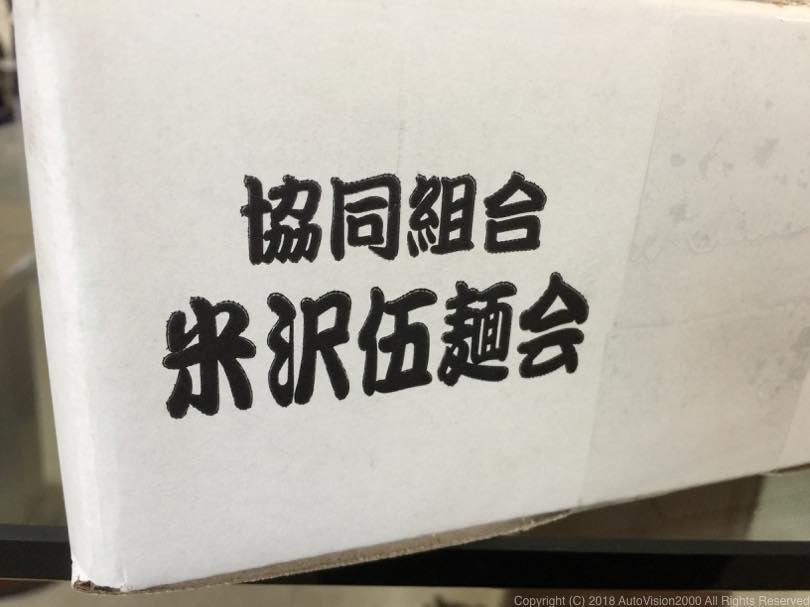 協同組合
米沢伍麺会
Copyright (C) 2018 AutoVision2000 All Rights Reserved